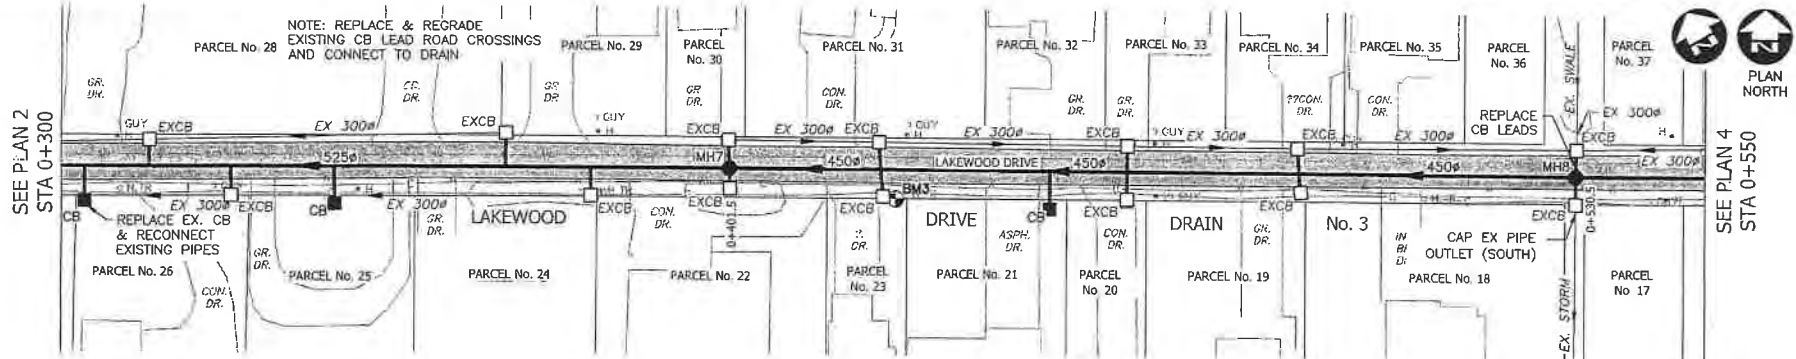 SEE PLAN 2
STA 0+300
NOTE: REPLACE & REGRADE
EXISTING CB LEAD ROAD CROSSINGS
AND CONNECT TO DRAIN
PARCEL No. 28
PARCEL No. 29
PARCEL
No. 30
PARCEL No. 31
PARCEL No. 32
PARCEL No. 33
PARCEL No. 34
PARCEL No. 35
PARCEL
No. 36
PARCEL
No. 37
EX. SWALE
PLAN
NORTH
GR.
DR.
DR.
GR
DR.
GR
DR.
CON.
DR.
GR.
DR.
GR.
DR.
CON.
DR.
CON.
DR.
REPLACE
CB LEADS
EX 300ø
GUY
EXCB
EX 300ø
EXCB
GUY
H
EXCB
EX 300ø
EXCB
GUY
H
EX 300ø
EXCB
GUY
EX 300ø
EXCB
EX 300ø
EXCB
H
EX 300ø
525ø
MH7
450ø
LAKEWOOD DRIVE
450ø
450ø
MH8
CB
EX 300ø
EXCB
CB
H
EX 300ø
EXCB
0+401.5
EXCB
BM3
CB
EXCB
EXCB
0+530.5
REPLACE EX. CB
& RECONNECT
EXISTING PIPES
GR.
DR.
GR.
DR.
LAKEWOOD
CON.
DR.
DR.
DRIVE
ASPH.
DR.
CON.
DR.
DRAIN
GR.
DR.
No. 3
CAP EX PIPE
OUTLET (SOUTH)
PARCEL No. 26
CON.
DR.
PARCEL No. 25
PARCEL No. 24
PARCEL No. 22
PARCEL
No. 23
PARCEL No. 21
PARCEL
No. 20
PARCEL No. 19
PARCEL No. 18
EX. STORM
PARCEL
No 17
SEE PLAN 4
STA 0+550